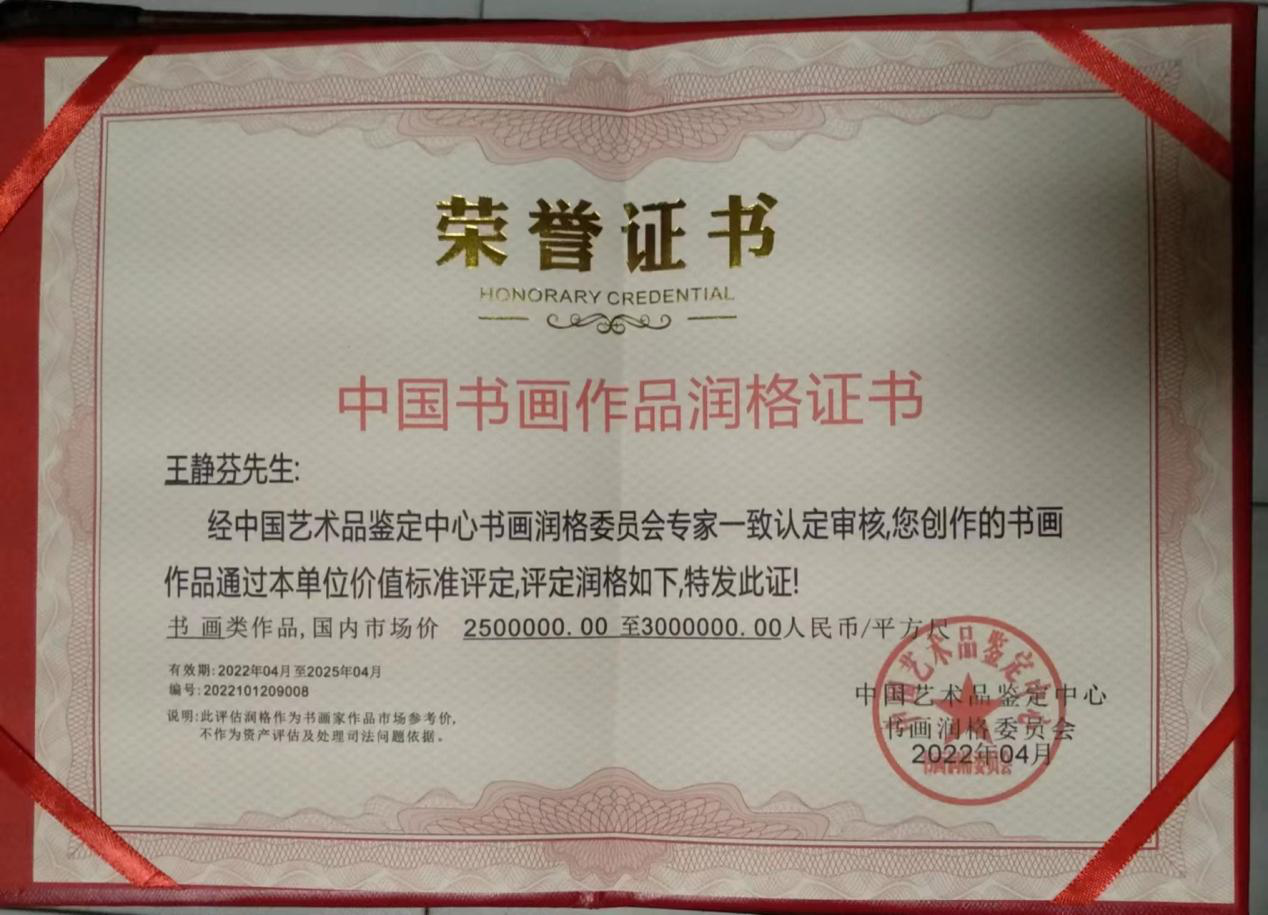 荣誉证书
HONORARY CREDENTIAL
中国书画作品润格证书
王静芬先生:
经中国艺术品鉴定中心书画润格委员会专家一致认定审核,您创作的书画
作品通过本单位价值标准评定,评定润格如下,特发此证!
书画类作品,国内市场价 2500000.00 至3000000.00人民币/平方尺
有效期:2022年04月至2025年04月
编号:2022101209008
说明:此评估润格作为书画家作品市场参考价,
不作为资产评估及处理司法问题依据。
中国艺术品鉴定中心
书画润格委员会
2022年04月
中国艺术品鉴定中心